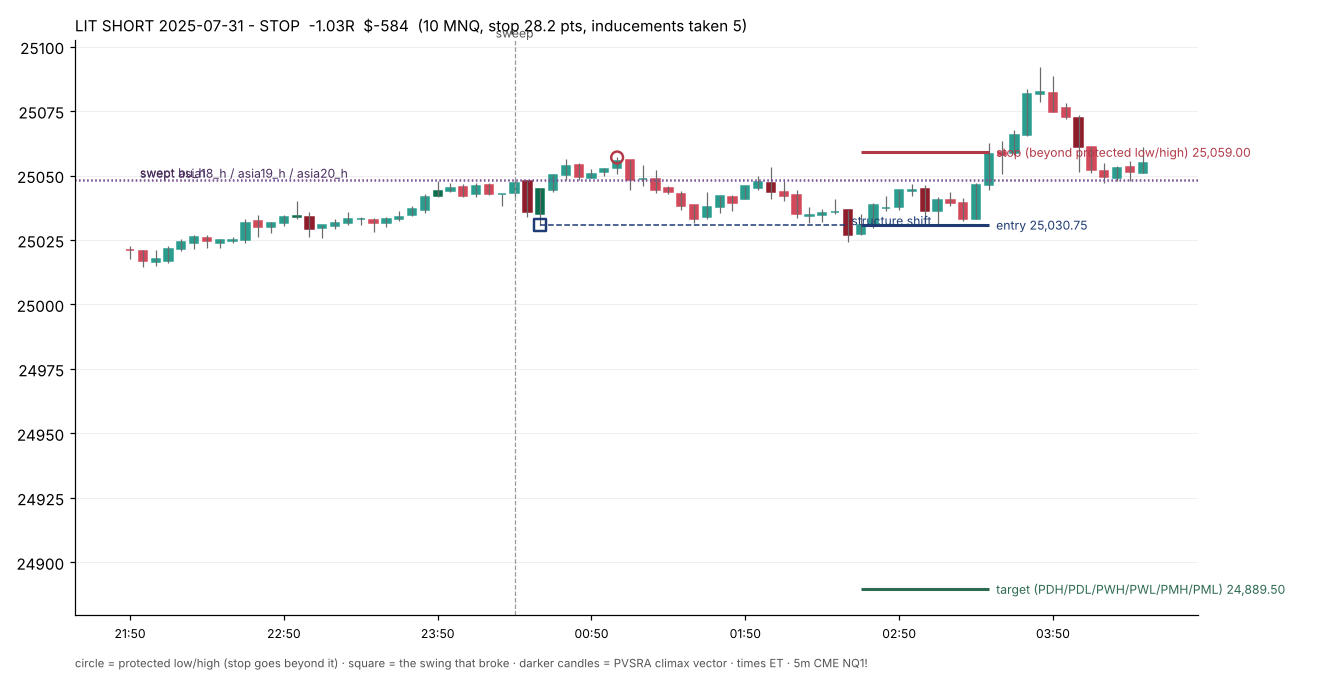 LIT SHORT 2025-07-31 - STOP -1.03R $-584 (10 MNQ, stop 28.2 pts, inducements taken 5)
sweep
25100
25075
25050
25025
25000
24975
24950
24925
24900
swept asia18_h / asia19_h / asia20_h
stop (beyond protected low/high) 25,059.00
structure shift
entry 25,030.75
target (PDH/PDL/PWH/PWL/PMH/PML) 24,889.50
21:50 22:50 23:50 00:50 01:50 02:50 03:50
circle = protected low/high (stop goes beyond it) · square = the swing that broke · darker candles = PVSRA climax vector · times ET · 5m CME NQ1!